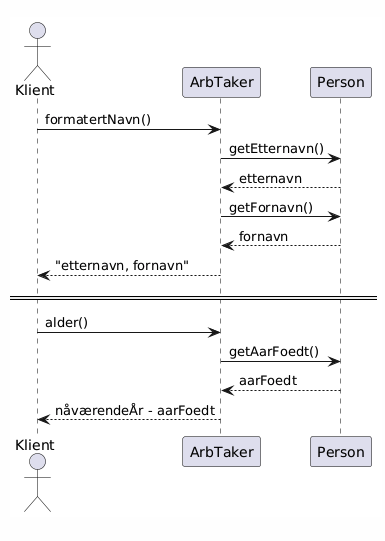 Klient
ArbTaker
Person
formatertNavn()
getEtternavn()
etternavn
getFornavn()
fornavn
"etternavn, fornavn"
alder()
getAarFoedt()
aarFoedt
nåværendeÅr - aarFoedt
Klient
ArbTaker
Person